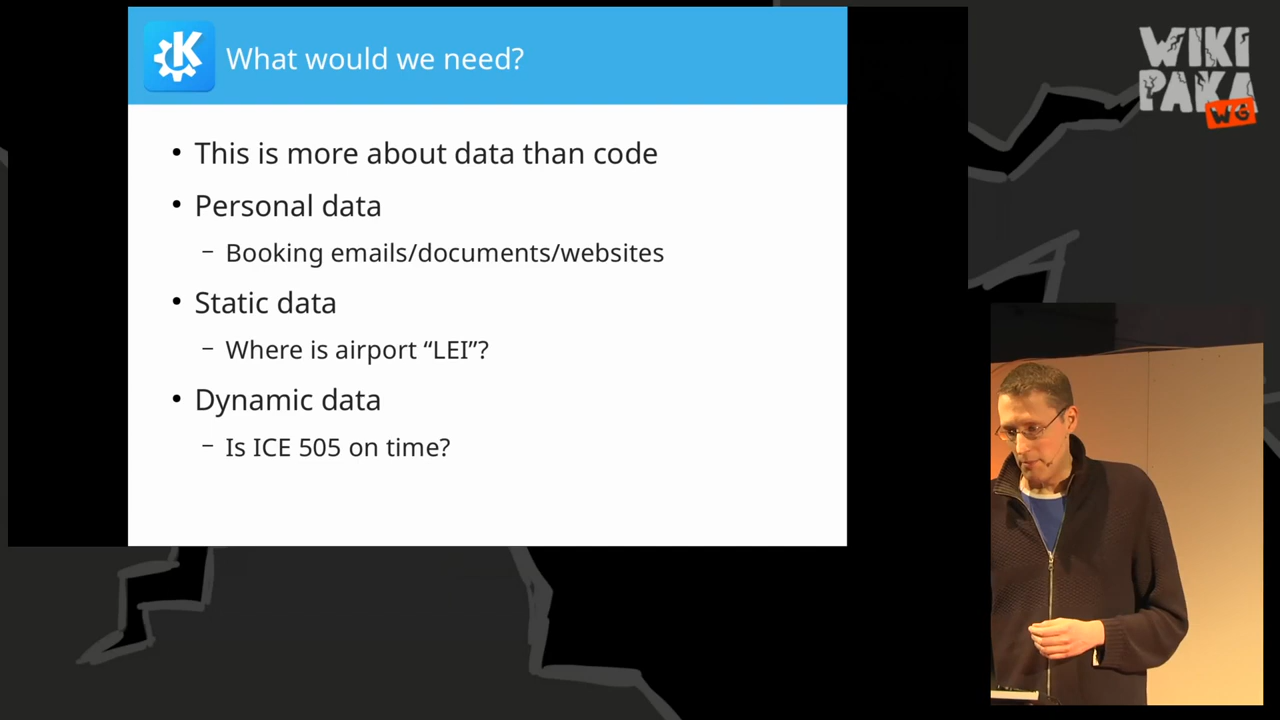 What would we need?
• This is more about data than code
• Personal data
– Booking emails/documents/websites
• Static data
– Where is airport “LEI”?
• Dynamic data
– Is ICE 505 on time?
WIKI
PAKA
WG